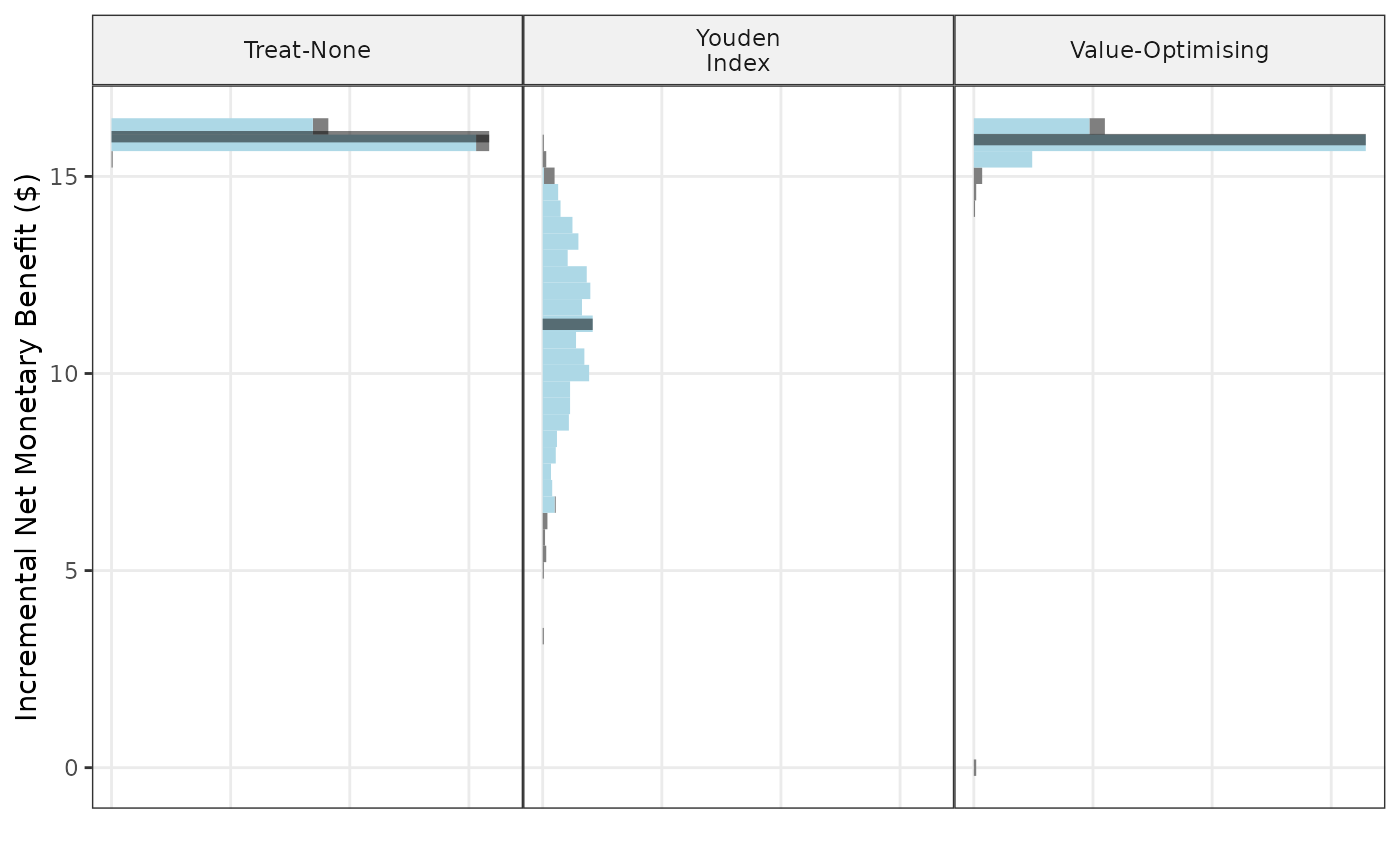 Treat-None
Youden
Index
Value-Optimising
Incremental Net Monetary Benefit ($)
15
10
5
0